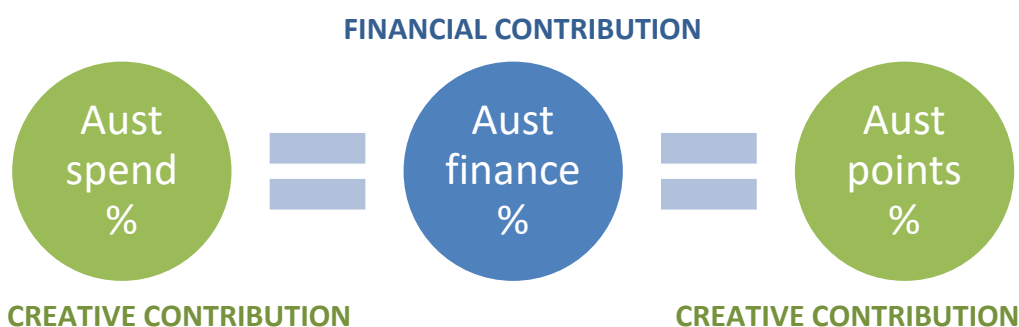 FINANCIAL CONTRIBUTION
Aust
spend
%
Aust
finance
%
Aust
points
%
CREATIVE CONTRIBUTION
CREATIVE CONTRIBUTION